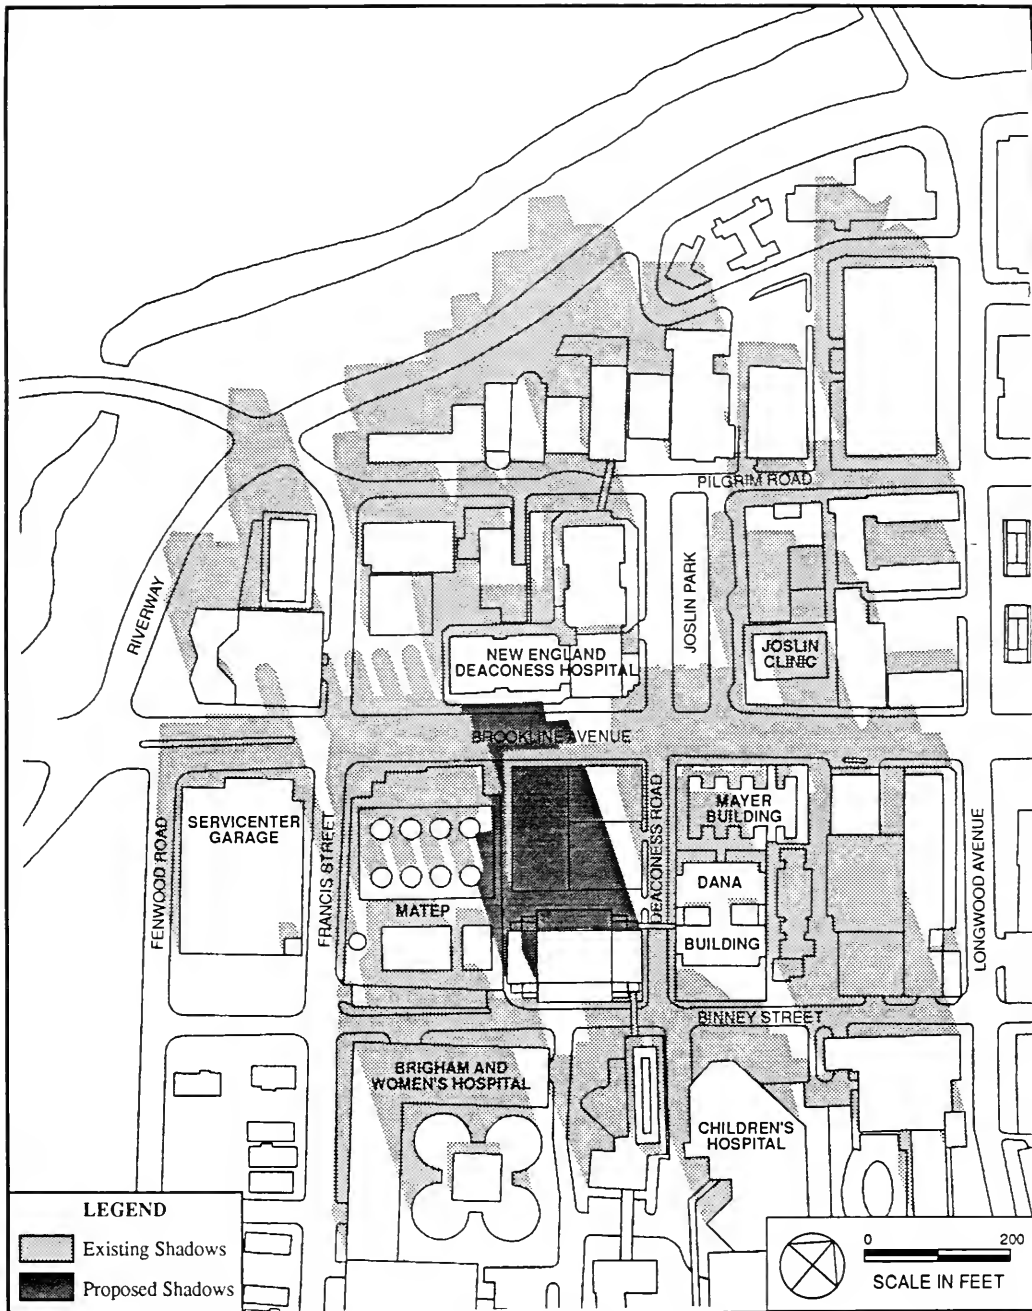 PILGRIM ROAD
RIVERWAY
JOSLIN PARK
NEW ENGLAND
DEACONESS HOSPITAL
JOSLIN
CLINIC
BROOKLINE AVENUE
FENWOOD ROAD
SERVICENTER
GARAGE
FRANCIS STREET
MATEP
DEACONESS ROAD
MAYER
BUILDING
DANA
BUILDING
LONGWOOD AVENUE
BINNEY STREET
BRIGHAM AND
WOMEN'S HOSPITAL
CHILDREN'S
HOSPITAL
LEGEND
Existing Shadows
Proposed Shadows
0 200
SCALE IN FEET